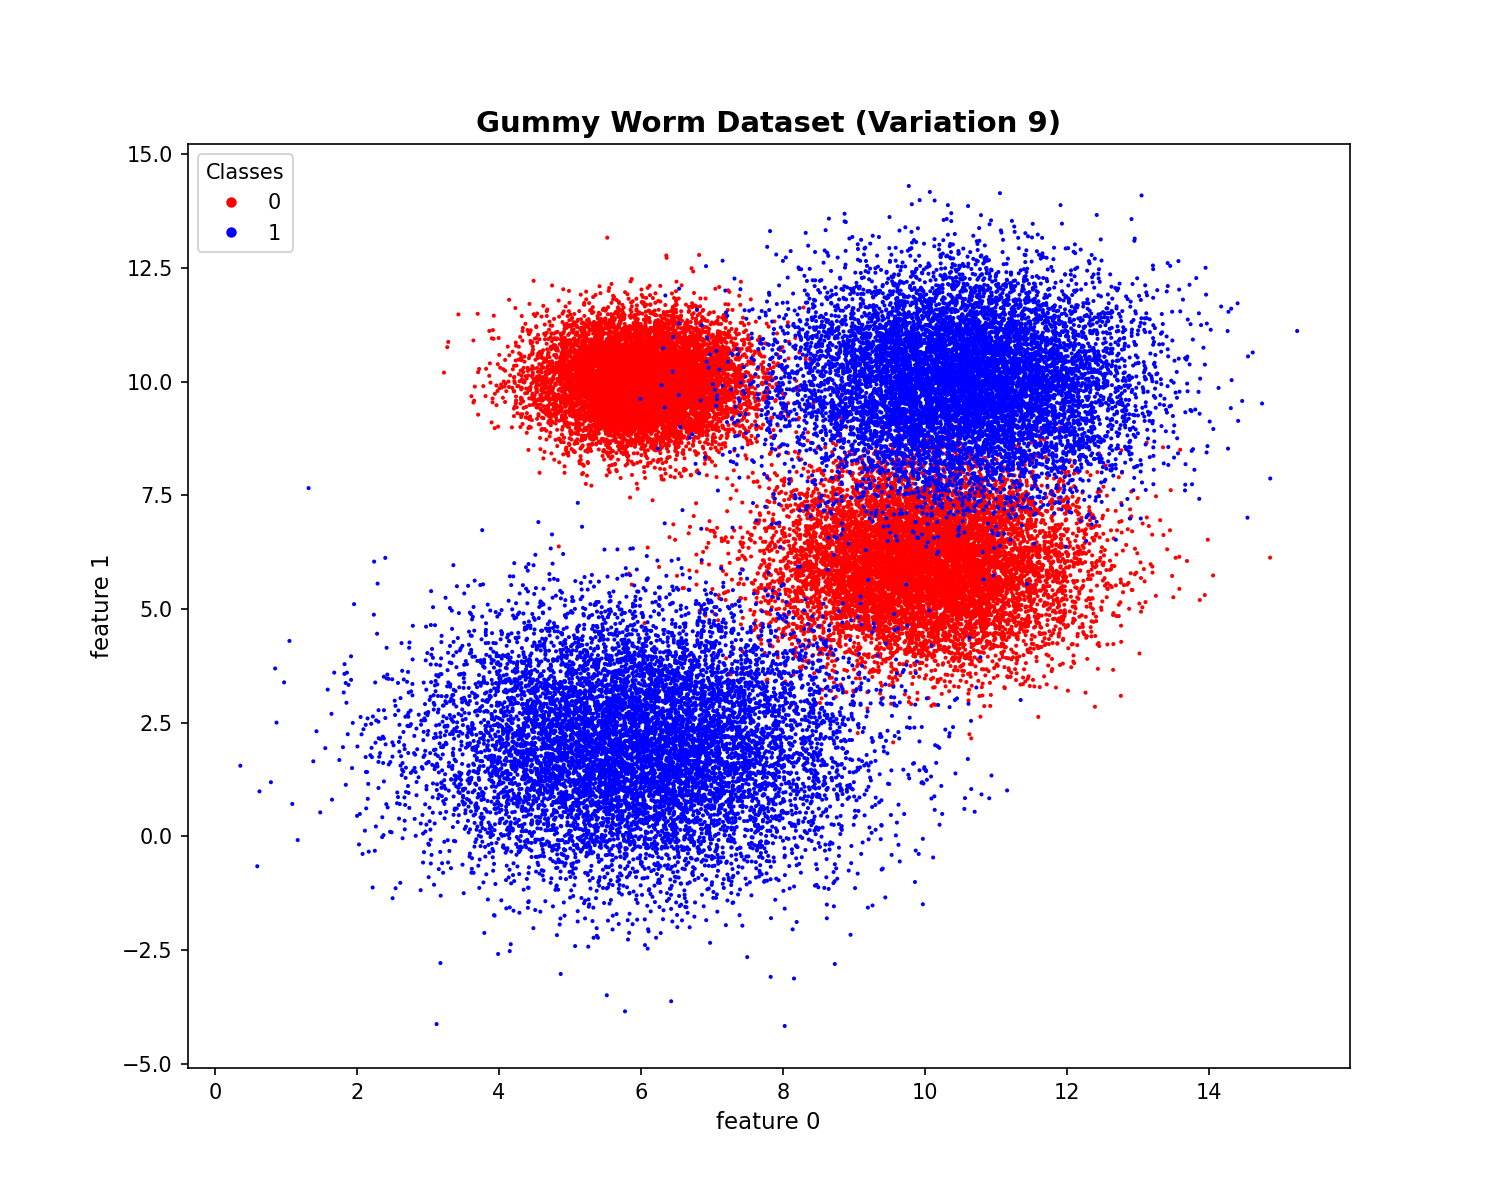 Gummy Worm Dataset (Variation 9)
Classes
0
1
15.0
12.5
10.0
7.5
5.0
2.5
0.0
−2.5
−5.0
feature 1
0 2 4 6 8 10 12 14
feature 0